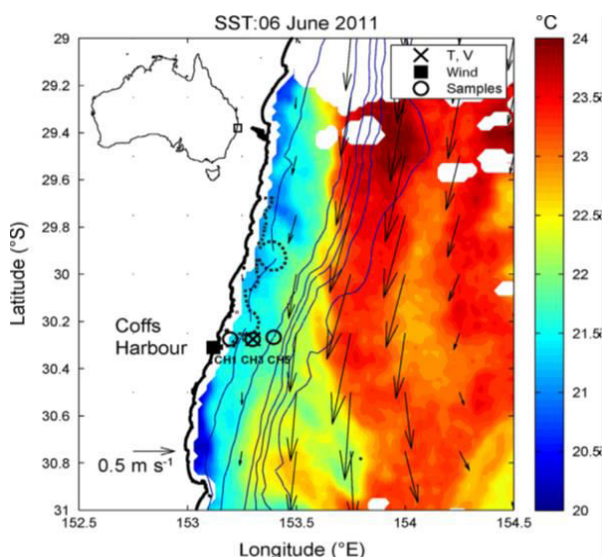 SST:06 June 2011
°C
T, V
Wind
Samples
29
29.2
29.4
29.6
29.8
30
30.2
30.4
30.6
30.8
31
Latitude (°S)
Coffs
Harbour
CH1 CH3 CH5
0.5 m s⁻¹
152.5 153 153.5 154 154.5
Longitude (°E)
24
23.5
23
22.5
22
21.5
21
20.5
20